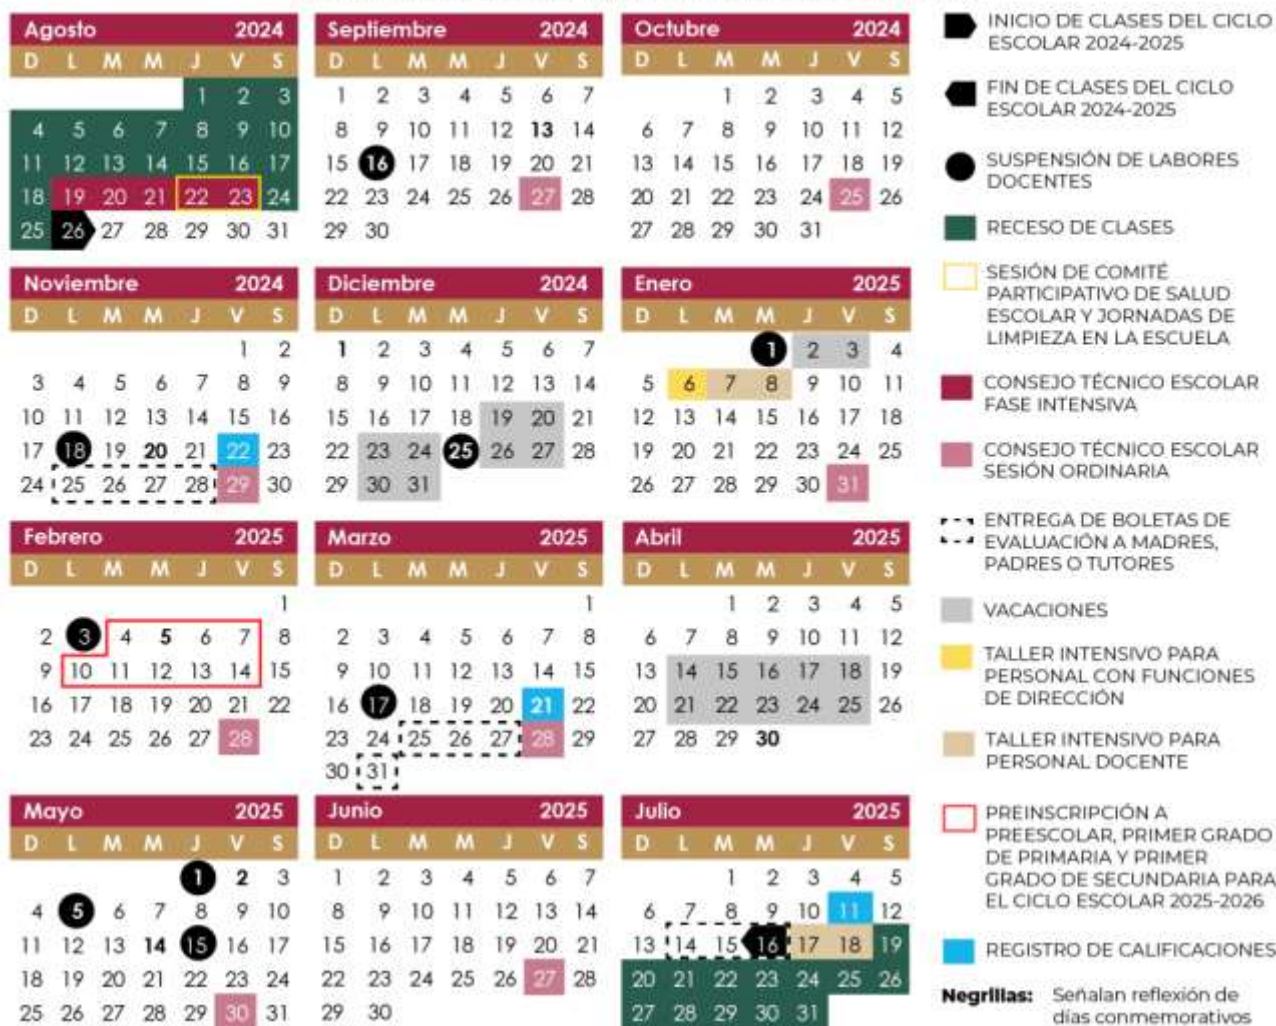 Agosto 2024
D L M M J V S
1 2 3
4 5 6 7 8 9 10
11 12 13 14 15 16 17
18 19 20 21 22 23 24
25 26 27 28 29 30 31
Septiembre 2024
D L M M J V S
1 2 3 4 5 6 7
8 9 10 11 12 13 14
15 16 17 18 19 20 21
22 23 24 25 26 27 28
29 30
Octubre 2024
D L M M J V S
1 2 3 4 5
6 7 8 9 10 11 12
13 14 15 16 17 18 19
20 21 22 23 24 25 26
27 28 29 30 31
Noviembre 2024
D L M M J V S
1 2
3 4 5 6 7 8 9
10 11 12 13 14 15 16
17 18 19 20 21 22 23
24 25 26 27 28 29 30
Diciembre 2024
D L M M J V S
1 2 3 4 5 6 7
8 9 10 11 12 13 14
15 16 17 18 19 20 21
22 23 24 25 26 27 28
29 30 31
Enero 2025
D L M M J V S
1 2 3 4
5 6 7 8 9 10 11
12 13 14 15 16 17 18
19 20 21 22 23 24 25
26 27 28 29 30 31
Febrero 2025
D L M M J V S
1
2 3 4 5 6 7 8
9 10 11 12 13 14 15
16 17 18 19 20 21 22
23 24 25 26 27 28
Marzo 2025
D L M M J V S
1
2 3 4 5 6 7 8
9 10 11 12 13 14 15
16 17 18 19 20 21 22
23 24 25 26 27 28 29
30 31
Abril 2025
D L M M J V S
1 2 3 4 5
6 7 8 9 10 11 12
13 14 15 16 17 18 19
20 21 22 23 24 25 26
27 28 29 30
Mayo 2025
D L M M J V S
1 2 3
4 5 6 7 8 9 10
11 12 13 14 15 16 17
18 19 20 21 22 23 24
25 26 27 28 29 30 31
Junio 2025
D L M M J V S
1 2 3 4 5 6 7
8 9 10 11 12 13 14
15 16 17 18 19 20 21
22 23 24 25 26 27 28
29 30
Julio 2025
D L M M J V S
1 2 3 4 5
6 7 8 9 10 11 12
13 14 15 16 17 18 19
20 21 22 23 24 25 26
27 28 29 30 31
INICIO DE CLASES DEL CICLO
ESCOLAR 2024-2025
FIN DE CLASES DEL CICLO
ESCOLAR 2024-2025
SUSPENSIÓN DE LABORES
DOCENTES
RECESO DE CLASES
SESIÓN DE COMITÉ
PARTICIPATIVO DE SALUD
ESCOLAR Y JORNADAS DE
LIMPIEZA EN LA ESCUELA
CONSEJO TÉCNICO ESCOLAR
FASE INTENSIVA
CONSEJO TÉCNICO ESCOLAR
SESIÓN ORDINARIA
ENTREGA DE BOLETAS DE
EVALUACIÓN A MADRES,
PADRES O TUTORES
VACACIONES
TALLER INTENSIVO PARA
PERSONAL CON FUNCIONES
DE DIRECCIÓN
TALLER INTENSIVO PARA
PERSONAL DOCENTE
PREINSCRIPCIÓN A
PREESCOLAR, PRIMER GRADO
DE PRIMARIA Y PRIMER
GRADO DE SECUNDARIA PARA
EL CICLO ESCOLAR 2025-2026
REGISTRO DE CALIFICACIONES
Negrillas: Señalan reflexión de
días conmemorativos